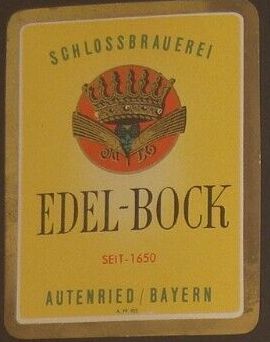 SCHLOSSBRAUEREI
EDEL-BOCK
SEIT-1650
AUTENRIED/BAYERN